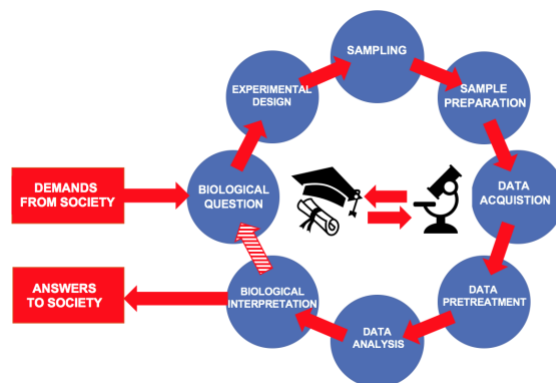 SAMPLING
EXPERIMENTAL
DESIGN
SAMPLE
PREPARATION
DEMANDS
FROM SOCIETY
BIOLOGICAL
QUESTION
DATA
ACQUISTION
ANSWERS
TO SOCIETY
BIOLOGICAL
INTERPRETATION
DATA
PRETREATMENT
DATA
ANALYSIS